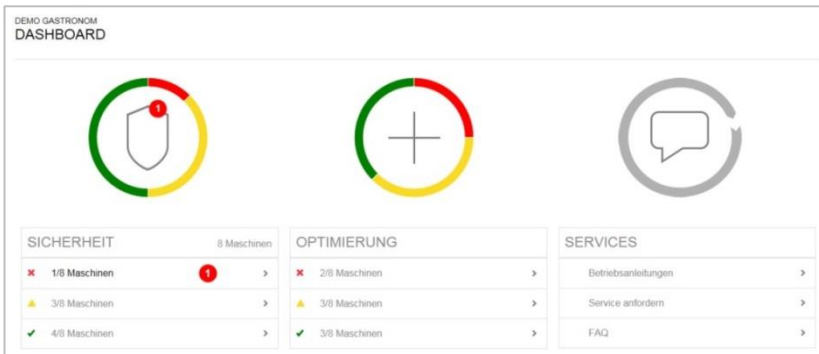 DEMO GASTRONOM
DASHBOARD
1
SICHERHEIT 8 Maschinen
1/8 Maschinen 1
3/8 Maschinen
4/8 Maschinen
OPTIMIERUNG
2/8 Maschinen
3/8 Maschinen
3/8 Maschinen
SERVICES
Betriebsanleitungen
Service anfordern
FAQ